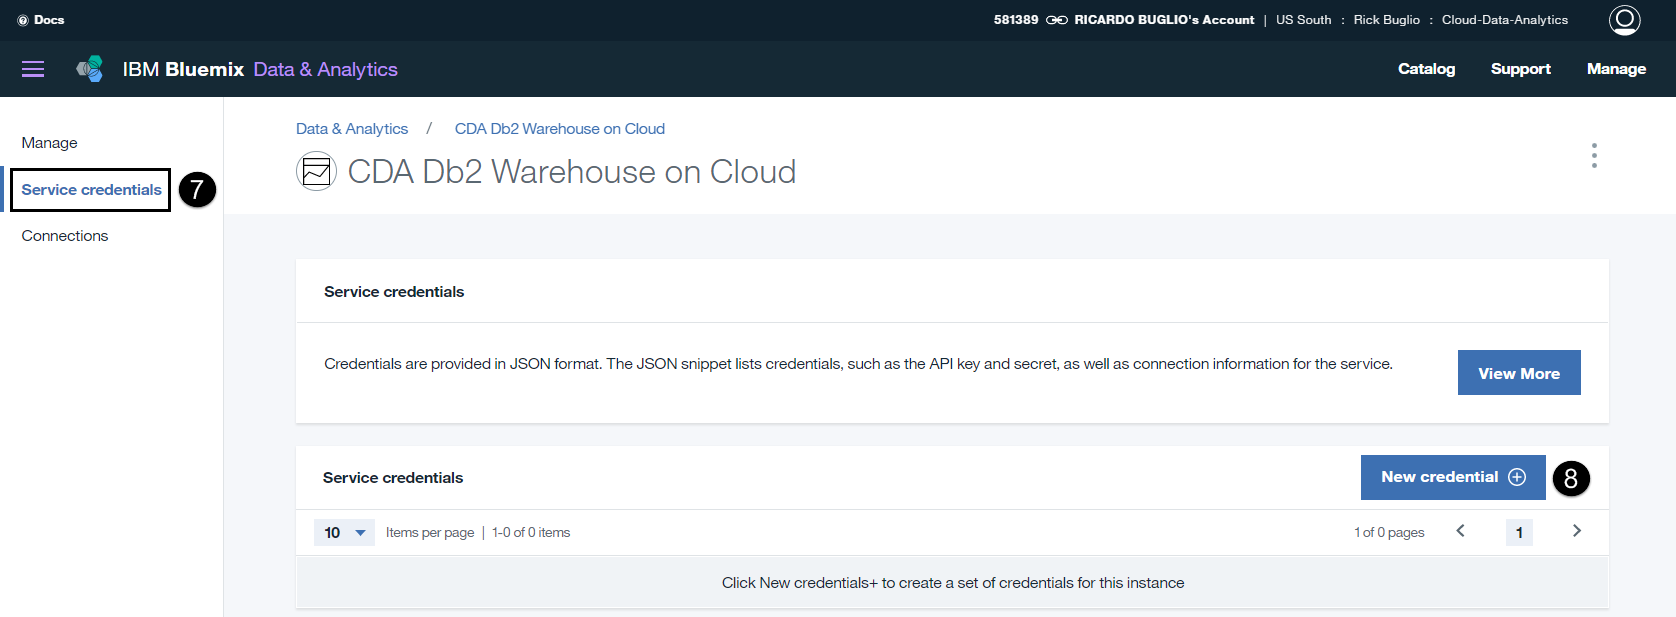 Docs
581389 RICARDO BUGLIO's Account | US South : Rick Buglio : Cloud-Data-Analytics
IBM Bluemix Data & Analytics
Catalog Support Manage
Manage
Service credentials 7
Connections
Data & Analytics / CDA Db2 Warehouse on Cloud
CDA Db2 Warehouse on Cloud
Service credentials
Credentials are provided in JSON format. The JSON snippet lists credentials, such as the API key and secret, as well as connection information for the service.
View More
Service credentials
New credential 8
10 Items per page | 1-0 of 0 items
1 of 0 pages < 1 >
Click New credentials+ to create a set of credentials for this instance